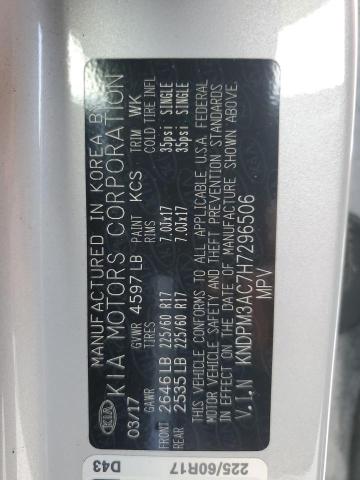 MANUFACTURED IN KOREA BY
KIA KIA MOTORS CORPORATION
03/17 GVWR 4597LB PAINT KCS TRIM WK
GAWR TIRES RIMS COLD TIRE INFL
FRONT 2646LB 225/60 R17 7.0JX17 35psi SINGLE
REAR 2535LB 225/60 R17 7.0JX17 35psi SINGLE
THIS VEHICLE CONFORMS TO ALL APPLICABLE U.S.A. FEDERAL
MOTOR VEHICLE SAFETY AND THEFT PREVENTION STANDARDS
IN EFFECT ON THE DATE OF MANUFACTURE SHOWN ABOVE.
V.I.N KNDPM3AC7H7296506
MPV
D43
225/60R17